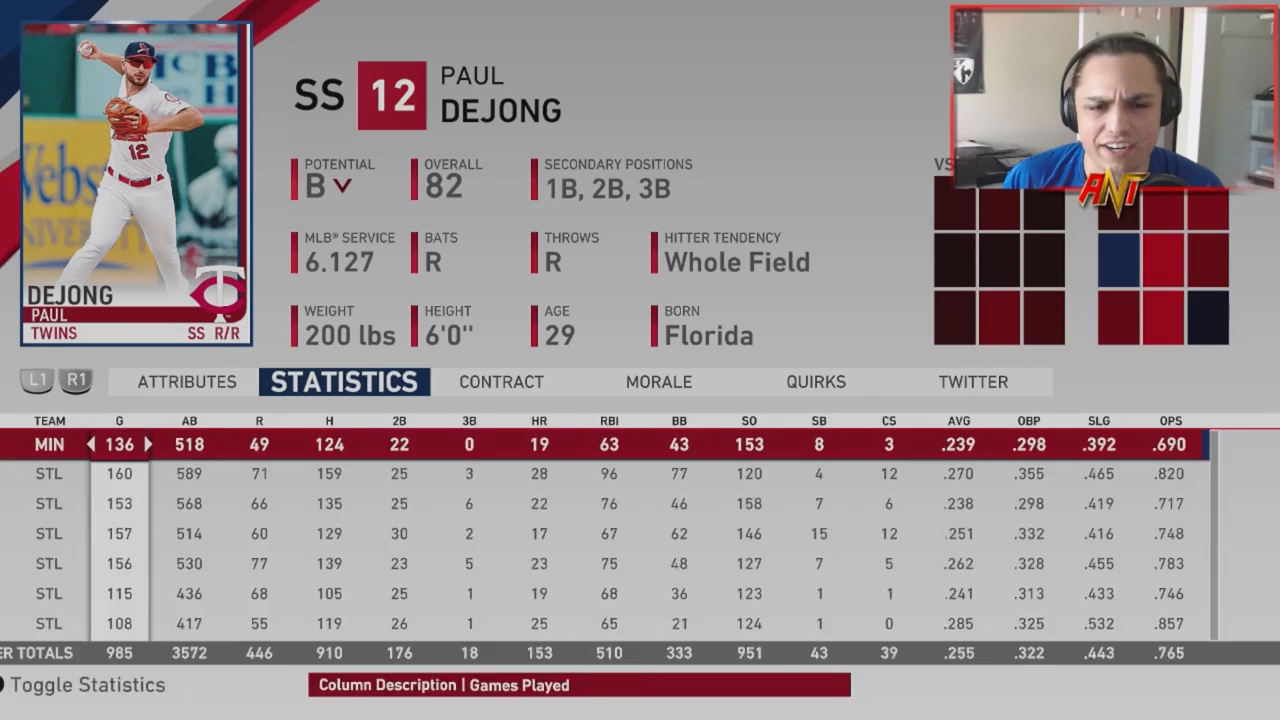 PAUL
SS 12 DEJONG
POTENTIAL OVERALL SECONDARY POSITIONS
B 82 1B, 2B, 3B
MLB® SERVICE BATS THROWS HITTER TENDENCY
6.127 R R Whole Field
WEIGHT HEIGHT AGE BORN
200 lbs 6'0" 29 Florida
12
DEJONG
PAUL
TWINS SS R/R
VS
ANT
L1 R1 ATTRIBUTES STATISTICS CONTRACT MORALE QUIRKS TWITTER
TEAM G AB R H 2B 3B HR RBI BB SO SB CS AVG OBP SLG OPS
MIN 136 518 49 124 22 0 19 63 43 153 8 3 .239 .298 .392 .690
STL 160 589 71 159 25 3 28 96 77 120 4 12 .270 .355 .465 .820
STL 153 568 66 135 25 6 22 76 46 158 7 6 .238 .298 .419 .717
STL 157 514 60 129 30 2 17 67 62 146 15 12 .251 .332 .416 .748
STL 156 530 77 139 23 5 23 75 48 127 7 5 .262 .328 .455 .783
STL 115 436 68 105 25 1 19 68 36 123 1 1 .241 .313 .433 .746
STL 108 417 55 119 26 1 25 65 21 124 1 0 .285 .325 .532 .857
ER TOTALS 985 3572 446 910 176 18 153 510 333 951 43 39 .255 .322 .443 .765
Toggle Statistics
Column Description | Games Played